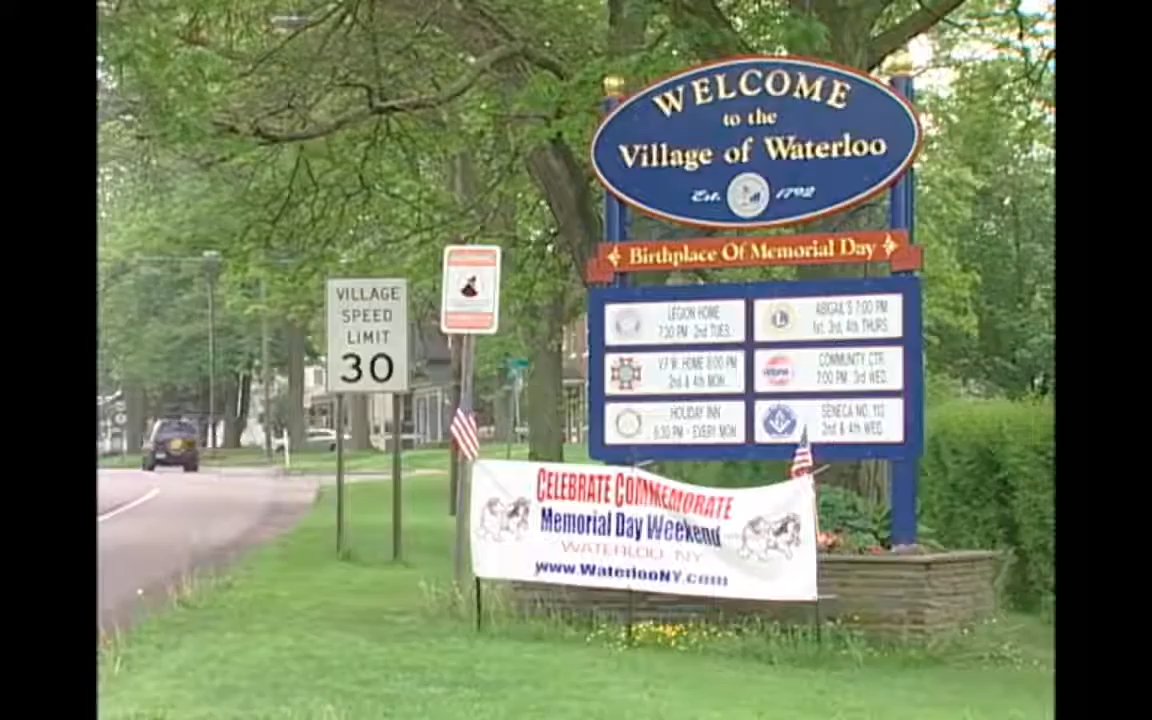 WELCOME
to the
Village of Waterloo
Est. 1792
Birthplace Of Memorial Day
LEGION HOME
7:30 PM 2nd TUES.
ABIGAIL'S 7:00 PM
1st, 3rd, 4th THURS.
V.F.W. HOME 8:00 PM
2nd & 4th MON.
COMMUNITY CTR.
7:00 PM 3rd WED.
HOLIDAY INN
6:30 PM - EVERY MON
SENECA NO. 113
2nd & 4th WED.
VILLAGE
SPEED
LIMIT
30
CELEBRATE COMMEMORATE
Memorial Day Weekend
WATERLOO, NY
www.WaterlooNY.com